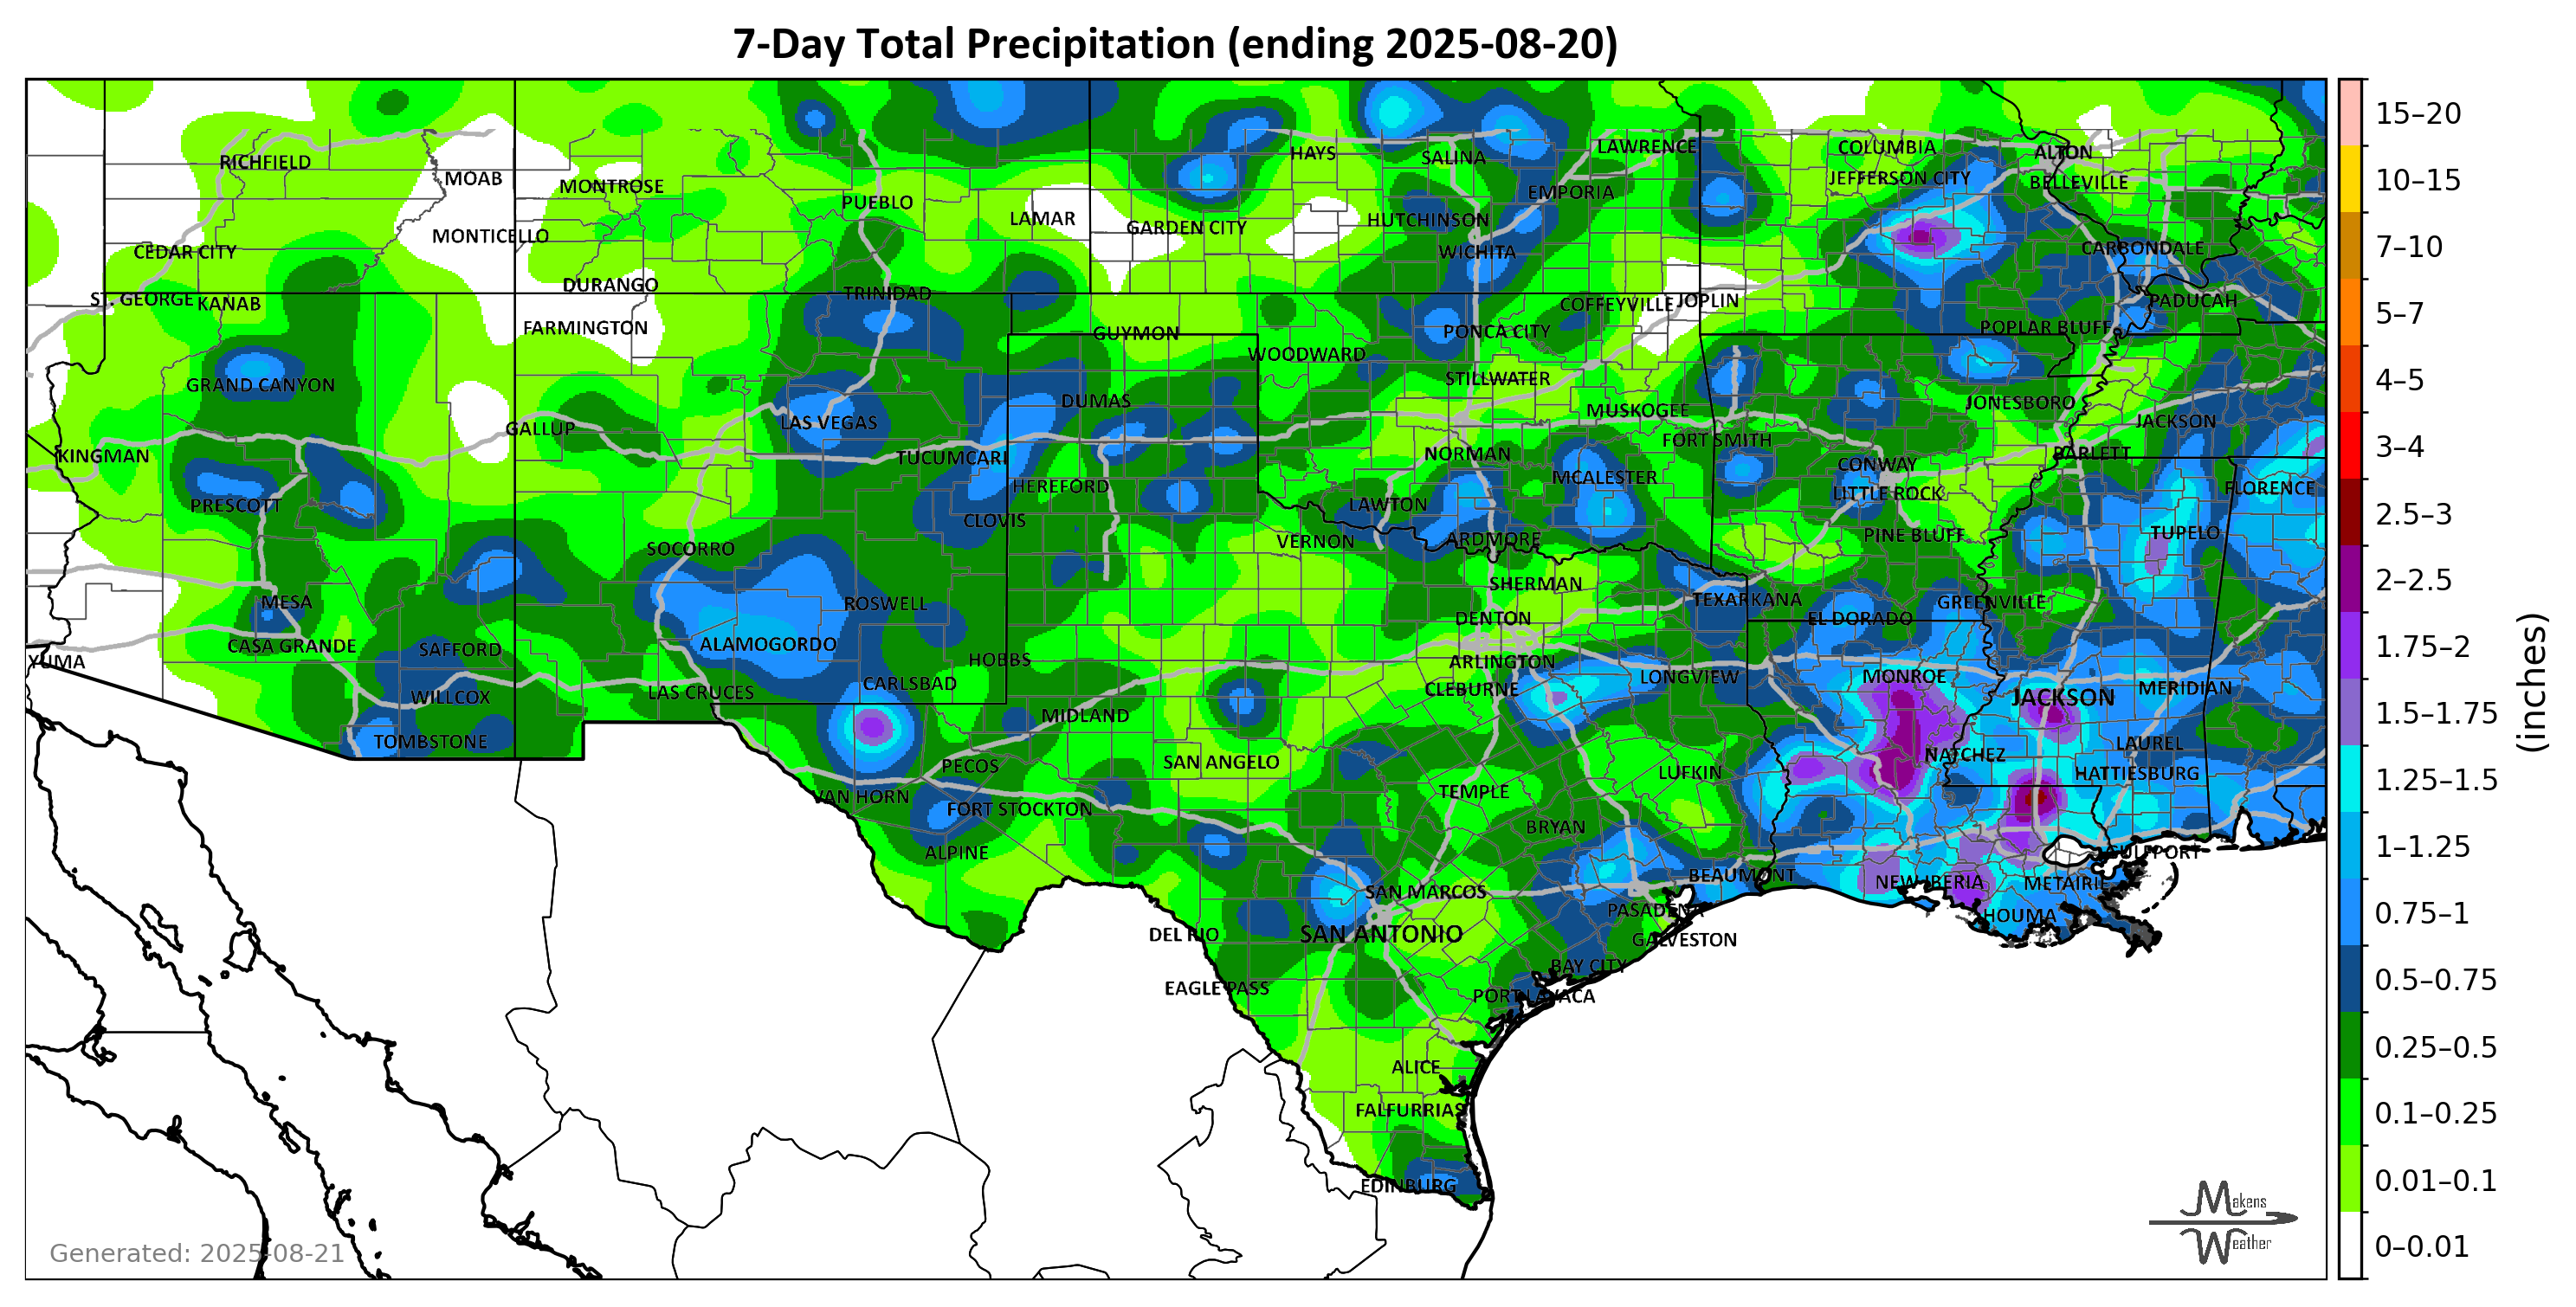 7-Day Total Precipitation (ending 2025-08-20)
RICHFIELD
MOAB
MONTROSE
PUEBLO
LAMAR
HAYS
SALINA
LAWRENCE
COLUMBIA
ALTON
JEFFERSON CITY
BELLEVILLE
EMPORIA
HUTCHINSON
GARDEN CITY
MONTICELLO
CEDAR CITY
WICHITA
CARBONDALE
DURANGO
TRINIDAD
ST. GEORGE
KANAB
COFFEYVILLE
JOPLIN
PADUCAH
FARMINGTON
GUYMON
PONCA CITY
POPLAR BLUFF
WOODWARD
GRAND CANYON
STILLWATER
DUMAS
MUSKOGEE
JONESBORO
JACKSON
LAS VEGAS
GALLUP
FORT SMITH
KINGMAN
TUCUMCARI
NORMAN
BARLETT
CONWAY
MCALESTER
HEREFORD
LITTLE ROCK
FLORENCE
PRESCOTT
LAWTON
CLOVIS
PINE BLUFF
TUPELO
SOCORRO
VERNON
ARDMORE
SHERMAN
MESA
ROSWELL
TEXARKANA
GREENVILLE
DENTON
EL DORADO
CASA GRANDE
SAFFORD
ALAMOGORDO
YUMA
HOBBS
ARLINGTON
CARLSBAD
CLEBURNE
LONGVIEW
MONROE
WILLCOX
LAS CRUCES
JACKSON
MERIDIAN
MIDLAND
TOMBSTONE
LAUREL
NATCHEZ
PECOS
SAN ANGELO
LUFKIN
HATTIESBURG
VAN HORN
FORT STOCKTON
TEMPLE
BRYAN
ALPINE
GULFPORT
BEAUMONT
SAN MARCOS
NEW IBERIA
METAIRIE
PASADENA
HOUMA
DEL RIO
SAN ANTONIO
GALVESTON
BAY CITY
EAGLE PASS
PORT LAVACA
ALICE
FALFURRIAS
EDINBURG
15–20
10–15
7–10
5–7
4–5
3–4
2.5–3
2–2.5
1.75–2
1.5–1.75
1.25–1.5
1–1.25
0.75–1
0.5–0.75
0.25–0.5
0.1–0.25
0.01–0.1
0–0.01
(inches)
Generated: 2025-08-21
Makens
Weather